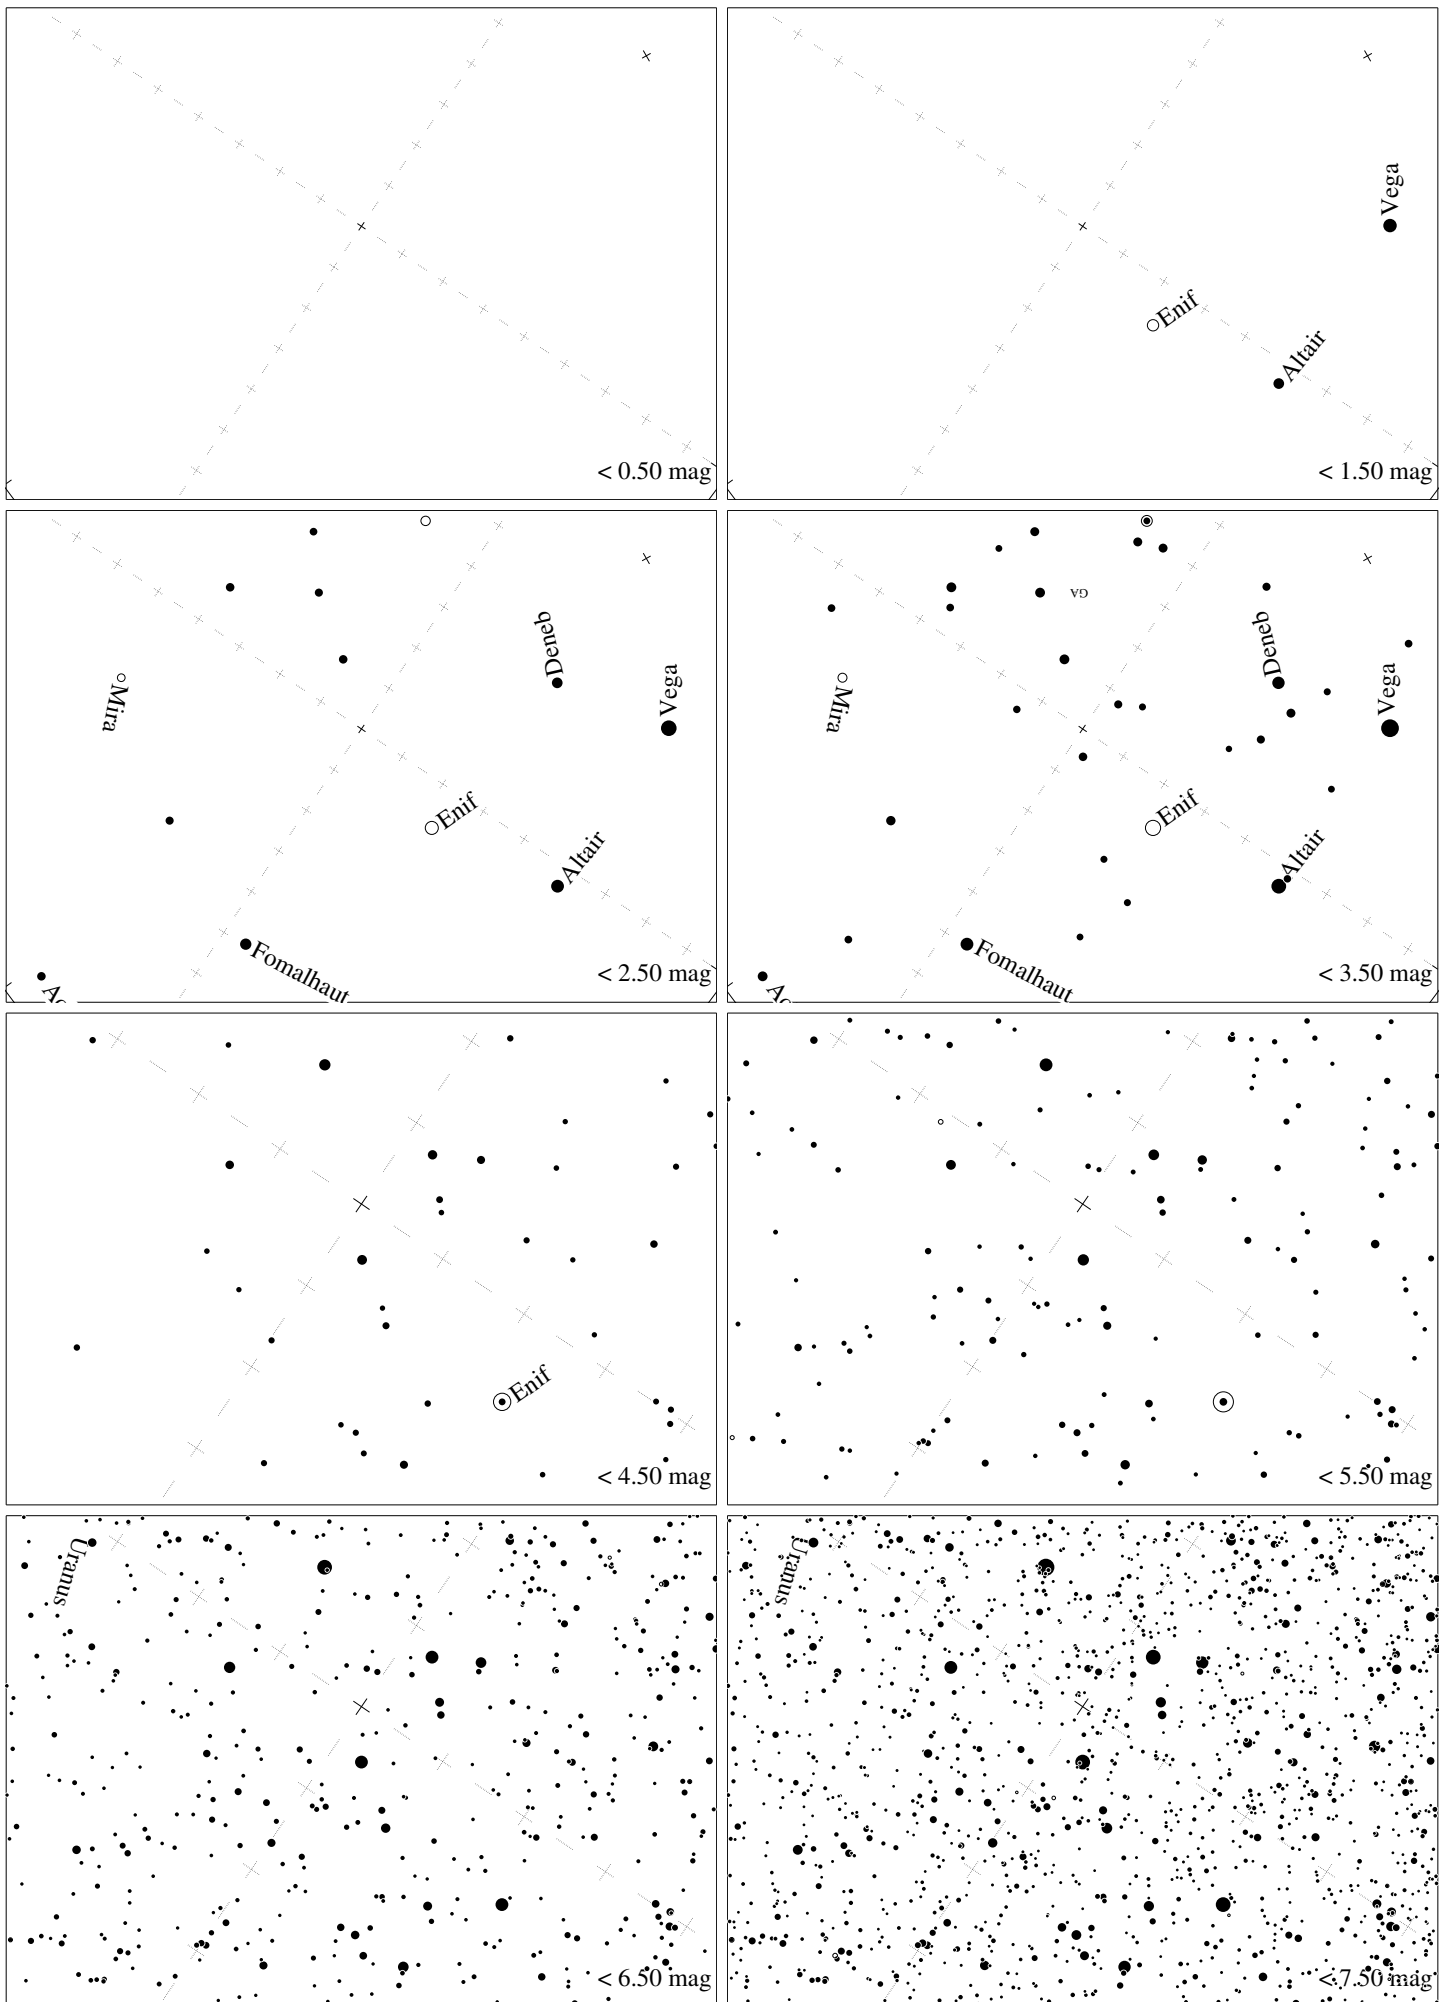 < 0.50 mag
Vega
Enif
Altair
< 1.50 mag
Deneb
Vega
Mira
Enif
Altair
Fomalhaut
< 2.50 mag
GA
Deneb
Vega
Mira
Enif
Altair
Fomalhaut
< 3.50 mag
Enif
< 4.50 mag
< 5.50 mag
Uranus
< 6.50 mag
Uranus
< 7.50 mag